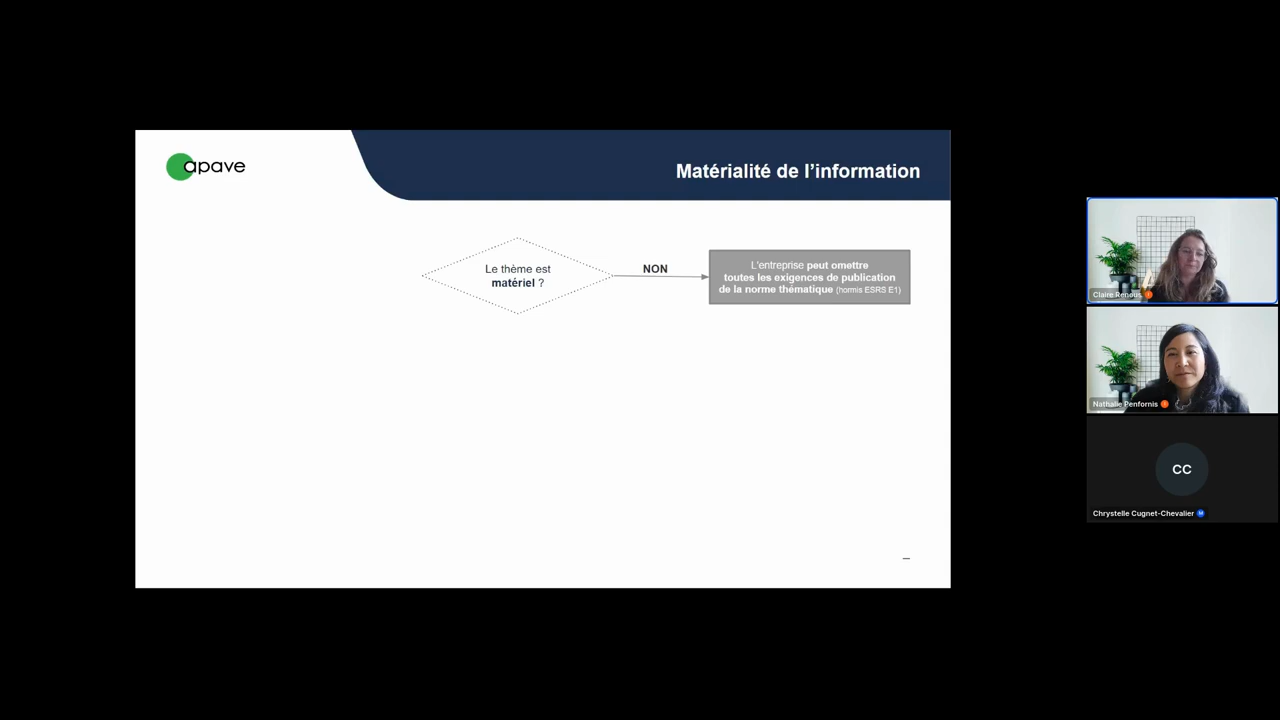 apave
Matérialité de l'information
Le thème est
matériel ?
NON
L'entreprise peut omettre
toutes les exigences de publication
de la norme thématique (hormis ESRS E1)
Claire Renous
Nathalie Penfornis
CC
Chrystelle Cugnet-Chevalier